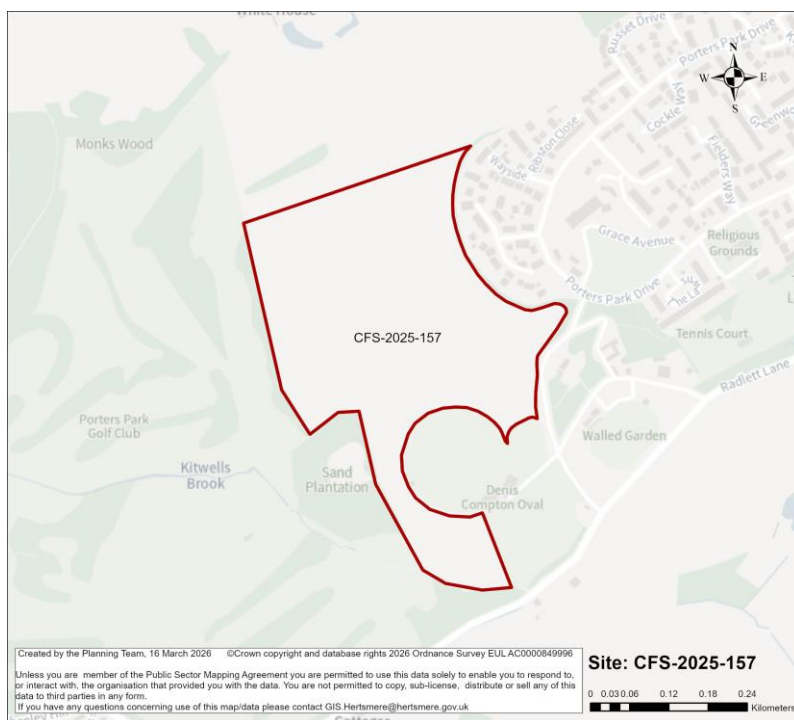 White House
Russet Drive
Porters Park Drive
N
W
E
S
Monks Wood
Cockle Way
Ribston Close
Wayside
Fielders Way
Grace Avenue
Religious
Grounds
Porters Park Drive
CFS-2025-157
Tennis Court
Radlett Lane
Porters Park
Golf Club
Walled Garden
Kitwells
Brook
Sand
Plantation
Denis
Compton Oval
Created by the Planning Team, 16 March 2026 ©Crown copyright and database rights 2026 Ordnance Survey EUL AC0000849996
Unless you are member of the Public Sector Mapping Agreement you are permitted to use this data solely to enable you to respond to,
or interact with, the organisation that provided you with the data. You are not permitted to copy, sub-license, distribute or sell any of this
data to third parties in any form.
If you have any questions concerning use of this map/data please contact GIS.Hertsmere@hertsmere.gov.uk
Site: CFS-2025-157
0 0.03 0.06 0.12 0.18 0.24
Kilometers
Cottages